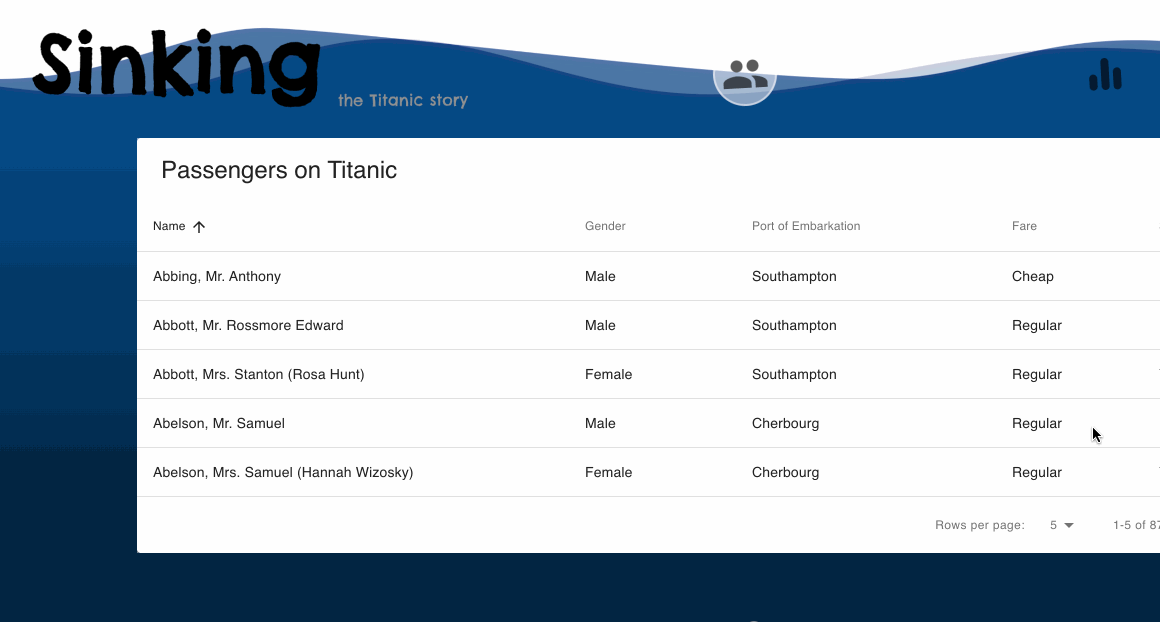 Sinking
the Titanic story
Passengers on Titanic
Name Gender Port of Embarkation Fare
Abbing, Mr. Anthony Male Southampton Cheap
Abbott, Mr. Rossmore Edward Male Southampton Regular
Abbott, Mrs. Stanton (Rosa Hunt) Female Southampton Regular
Abelson, Mr. Samuel Male Cherbourg Regular
Abelson, Mrs. Samuel (Hannah Wizosky) Female Cherbourg Regular
Rows per page: 5 1-5 of